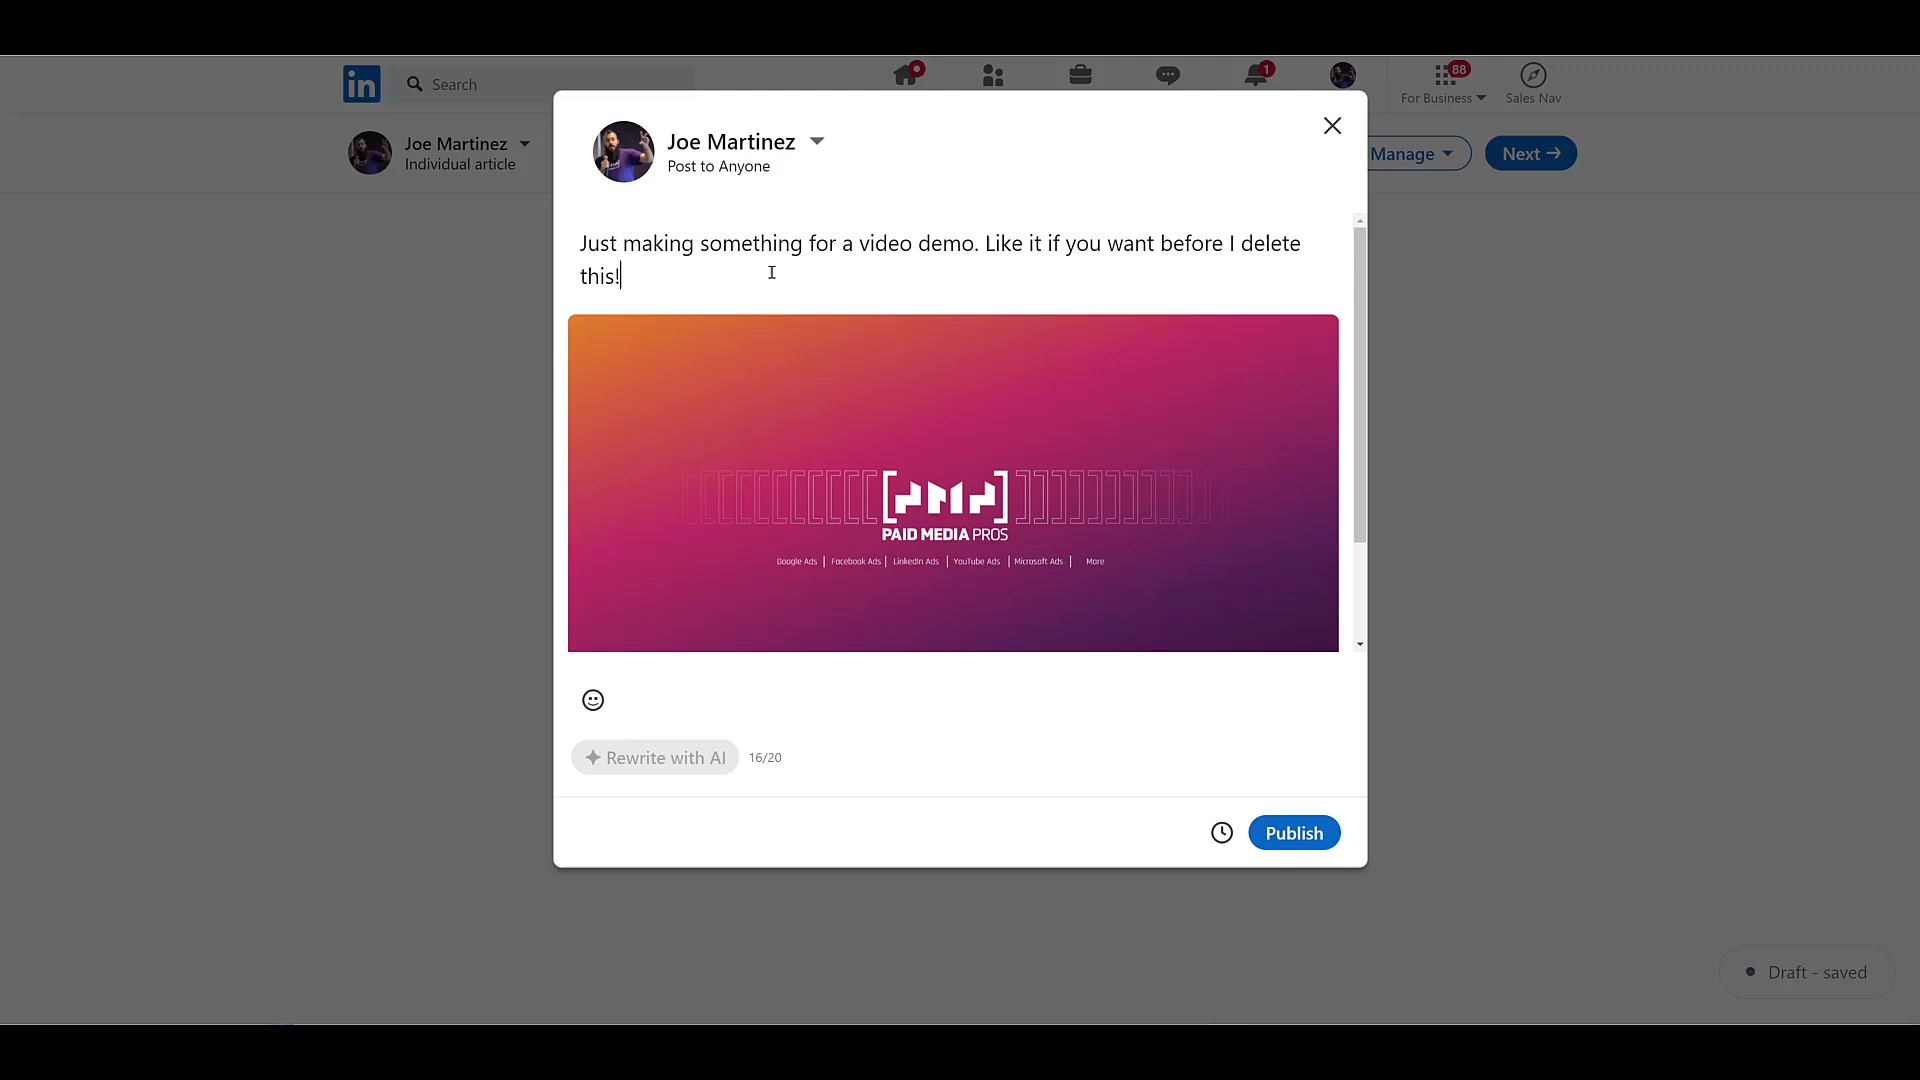 in
Search
1
88
For Business
Sales Nav
Joe Martinez
Individual article
Manage
Next →
Joe Martinez
Post to Anyone
Just making something for a video demo. Like it if you want before I delete
this!
[PMP]
PAID MEDIA PROS
Google Ads | Facebook Ads | LinkedIn Ads | YouTube Ads | Microsoft Ads | More
Rewrite with AI
16/20
Publish
Draft - saved